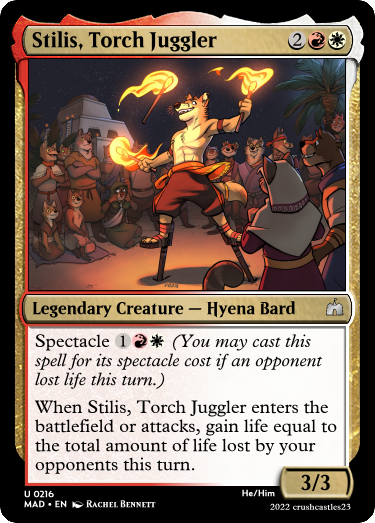 Stilis, Torch Juggler 2
Legendary Creature — Hyena Bard
Spectacle 1 (You may cast this
spell for its spectacle cost if an opponent
lost life this turn.)
When Stilis, Torch Juggler enters the
battlefield or attacks, gain life equal to
the total amount of life lost by your
opponents this turn.
3/3
U 0216 He/Him
MAD • EN RACHEL BENNETT 2022 crushcastles23